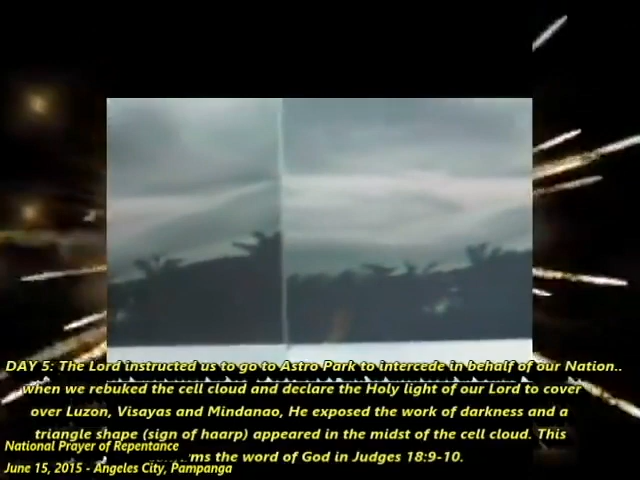 DAY 5: The Lord instructed us to go to Astro Park to intercede in behalf of our Nation..
when we rebuked the cell cloud and declare the Holy light of our Lord to cover
over Luzon, Visayas and Mindanao, He exposed the work of darkness and a
triangle shape (sign of haarp) appeared in the midst of the cell cloud. This
the word of God in Judges 18:9-10.
National Prayer of Repentance
June 15, 2015 - Angeles City, Pampanga